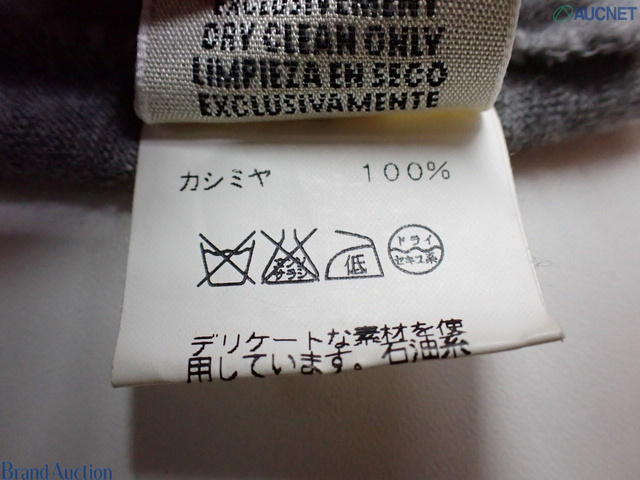 AUCNET
EXCLUSIVEMENT
DRY CLEAN ONLY
LIMPIEZA EN SECO
EXCLUSIVAMENTE
カシミヤ 100%
エンソ
サラシ
低
ドライ
セキユ系
デリケートな素材を使
用しています。石油系
Brand Auction